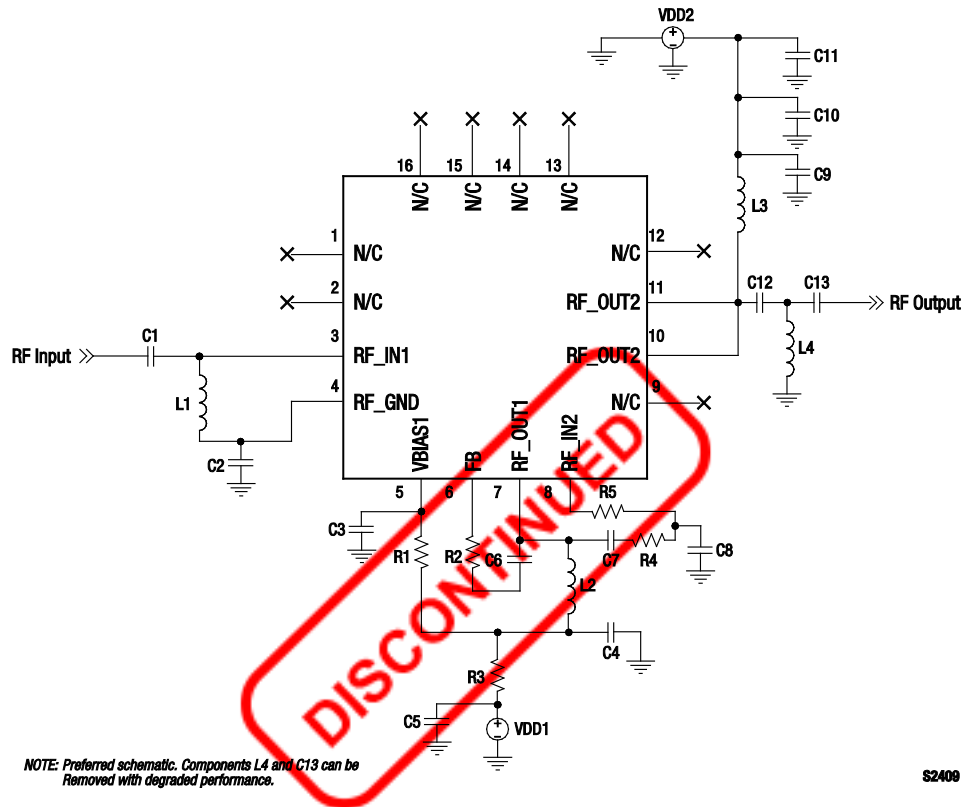 VDD2
C11
C10
C9
L3
16
15
14
13
N/C
N/C
N/C
N/C
1
N/C
2
N/C
3
RF_IN1
4
RF_GND
12
N/C
11
RF_OUT2
10
RF_OUT2
9
N/C
C12
C13
RF Output
L4
RF Input
C1
L1
C2
VBIAS1
FB
RF_OUT1
RF_IN2
5
6
7
8
R5
C3
R1
R2
C6
C7
R4
C8
L2
C4
R3
C5
VDD1
DISCONTINUED
NOTE: Preferred schematic. Components L4 and C13 can be
Removed with degraded performance.
S2409